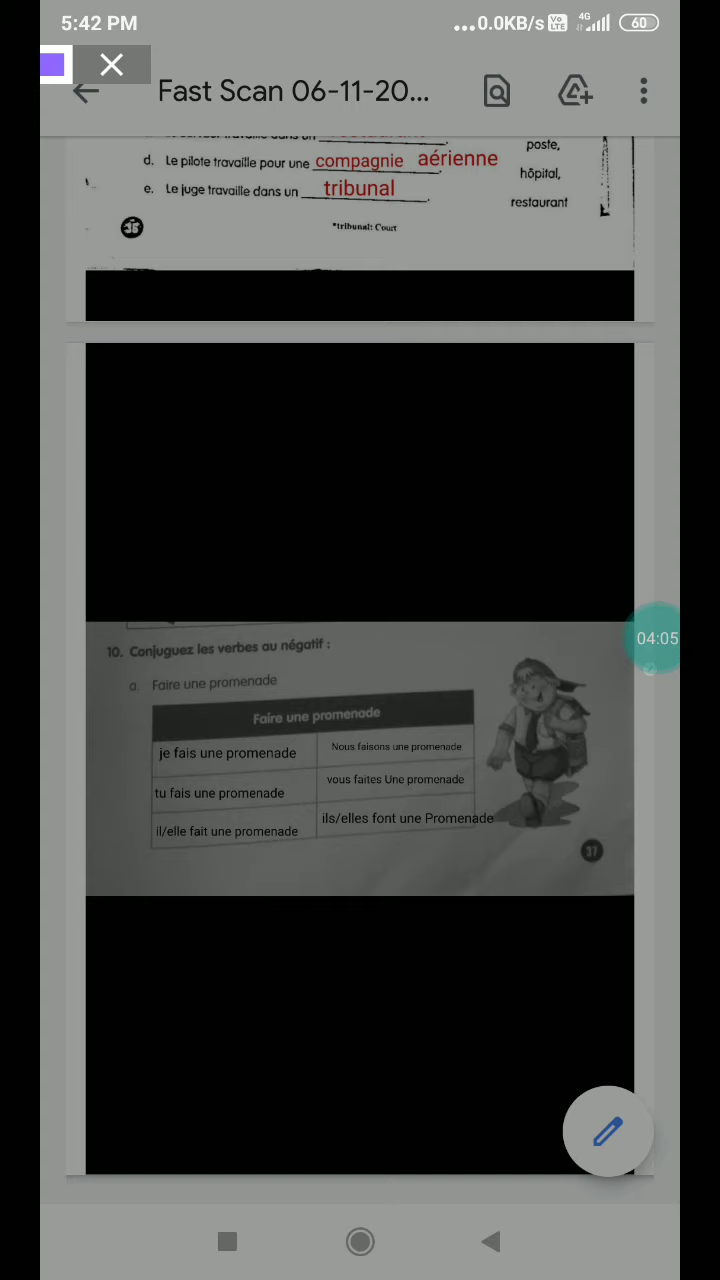 5:42 PM
...0.0KB/s Vo LTE 4G 60
Fast Scan 06-11-20...
poste,
d. Le pilote travaille pour une compagnie aérienne
hôpital,
e. Le juge travaille dans un tribunal.
restaurant
*tribunal: Court
04:05
10. Conjuguez les verbes au négatif :
a. Faire une promenade
Faire une promenade
je fais une promenade
Nous faisons une promenade
tu fais une promenade
vous faites Une promenade
il/elle fait une promenade
ils/elles font une Promenade
37